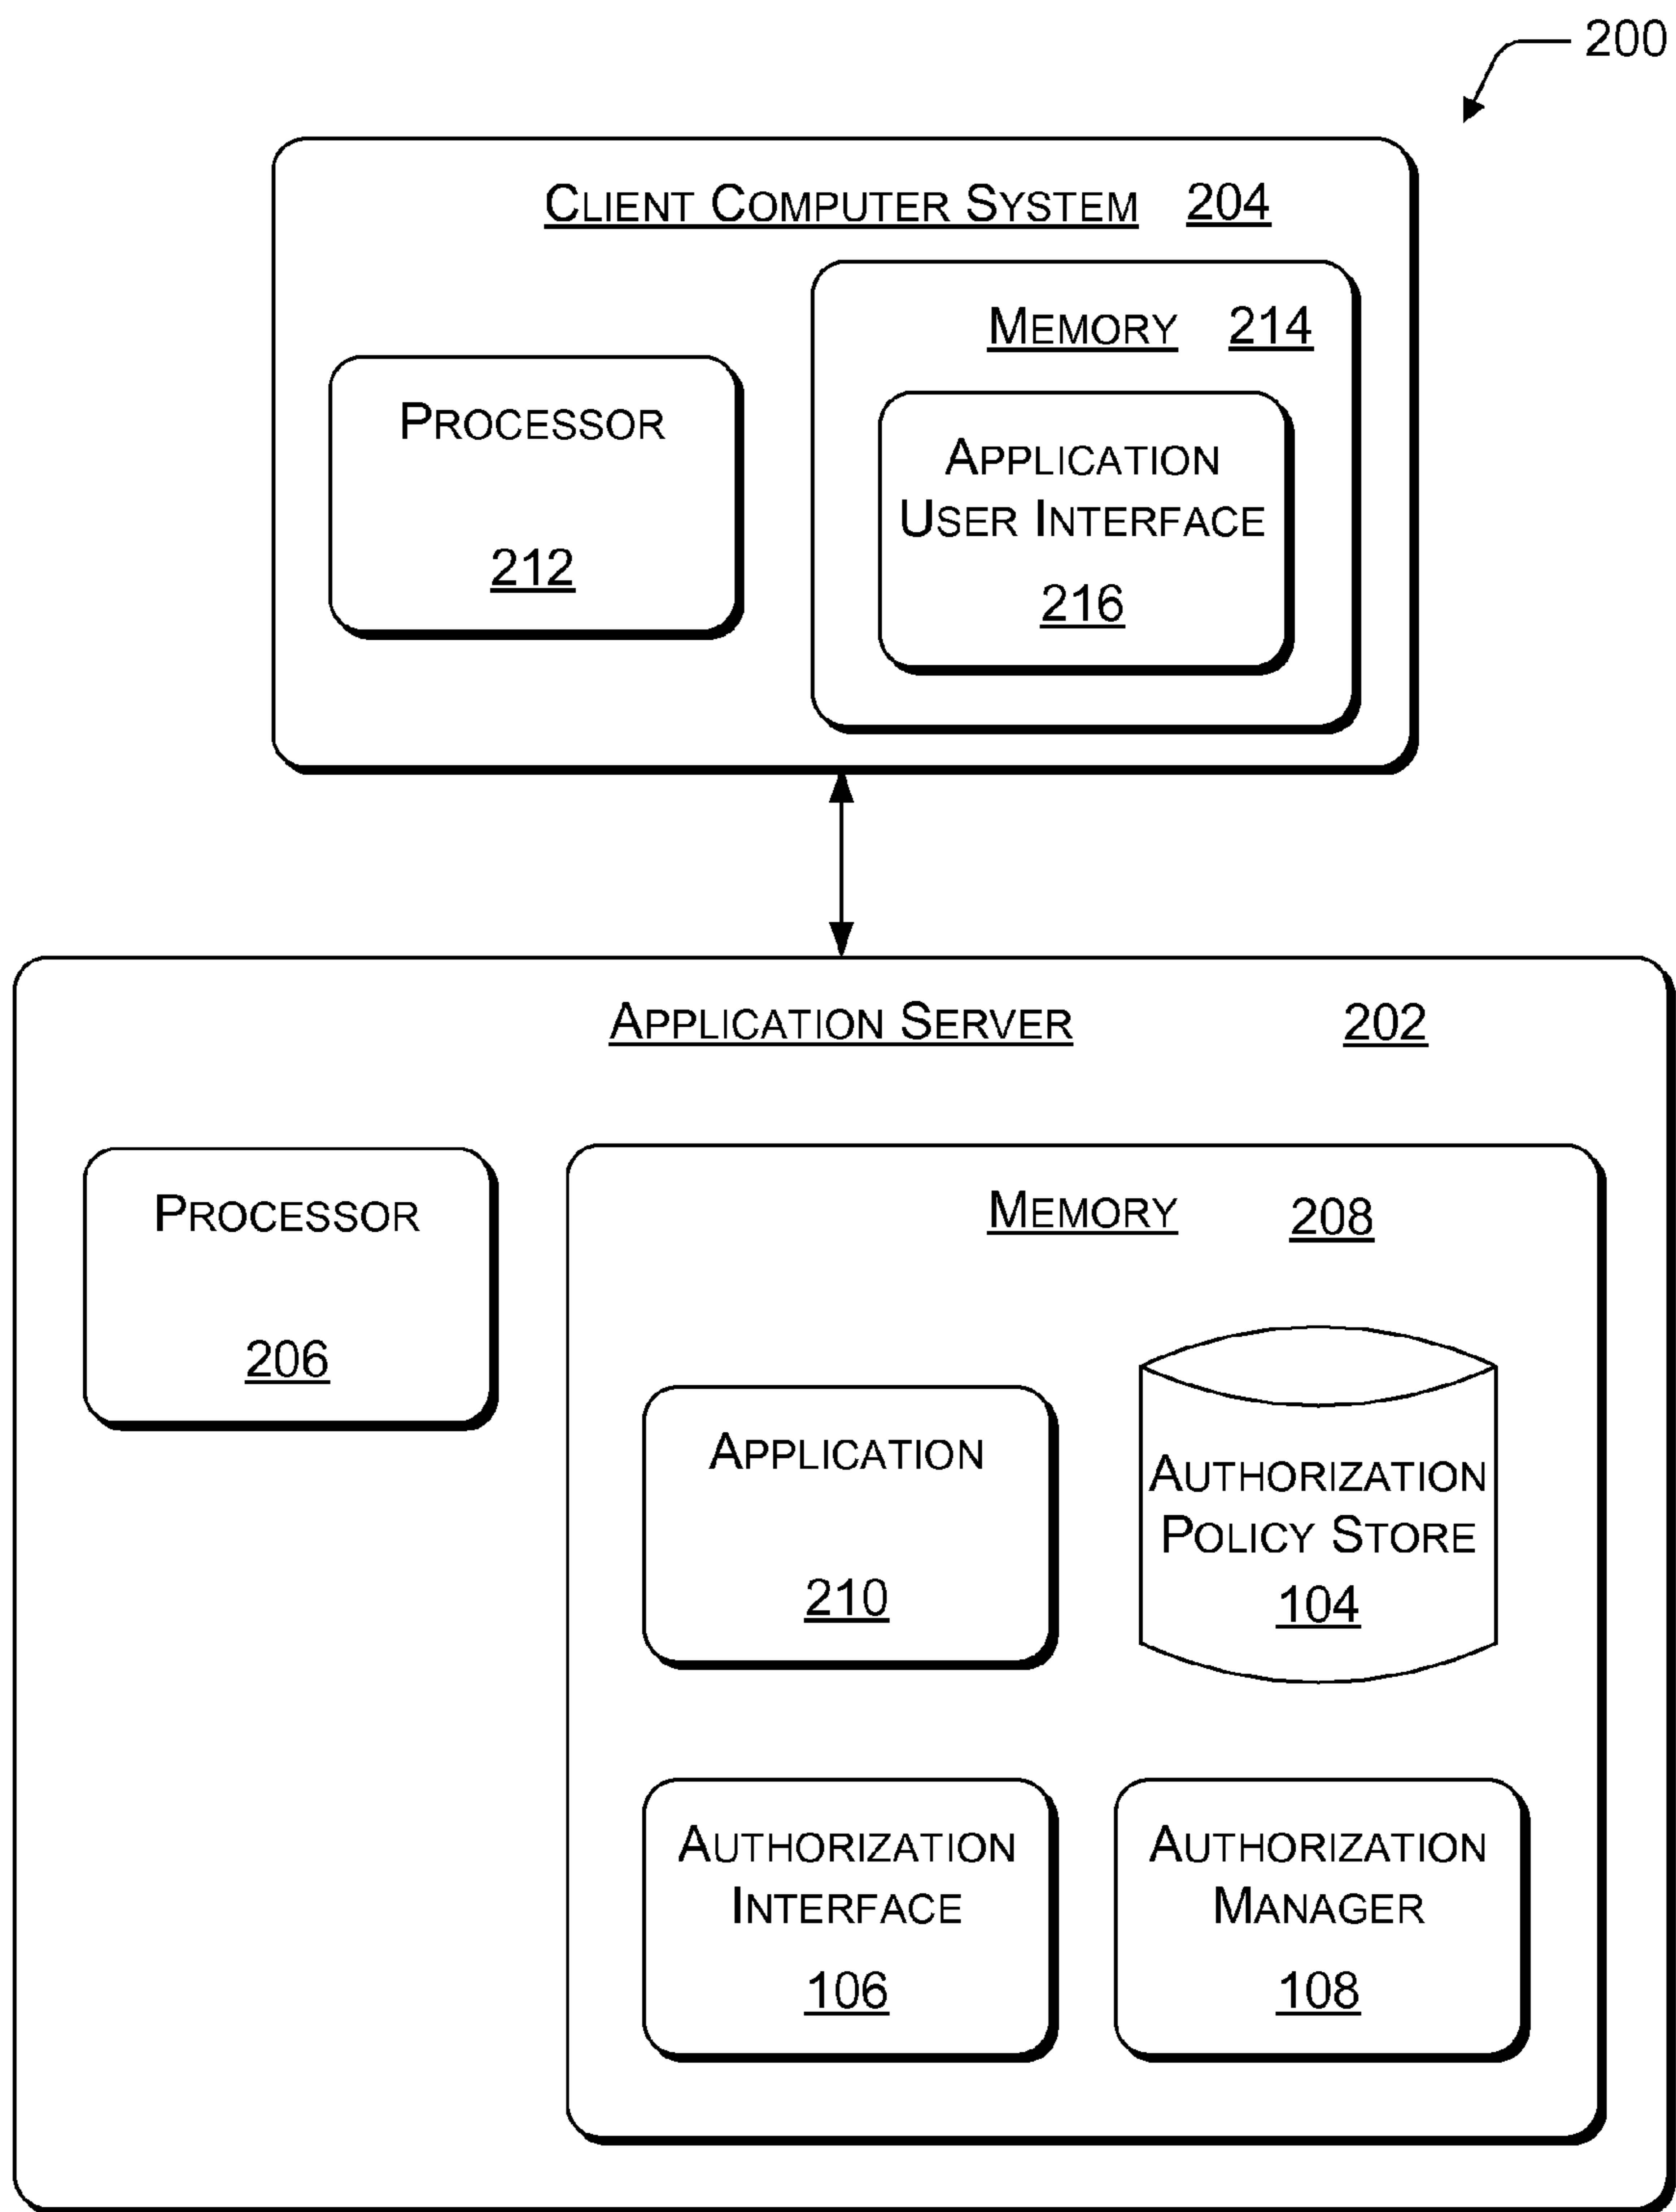 200
CLIENT COMPUTER SYSTEM 204
MEMORY 214
PROCESSOR
212
APPLICATION
USER INTERFACE
216
APPLICATION SERVER 202
PROCESSOR
206
MEMORY 208
APPLICATION
210
AUTHORIZATION
POLICY STORE
104
AUTHORIZATION
INTERFACE
106
AUTHORIZATION
MANAGER
108